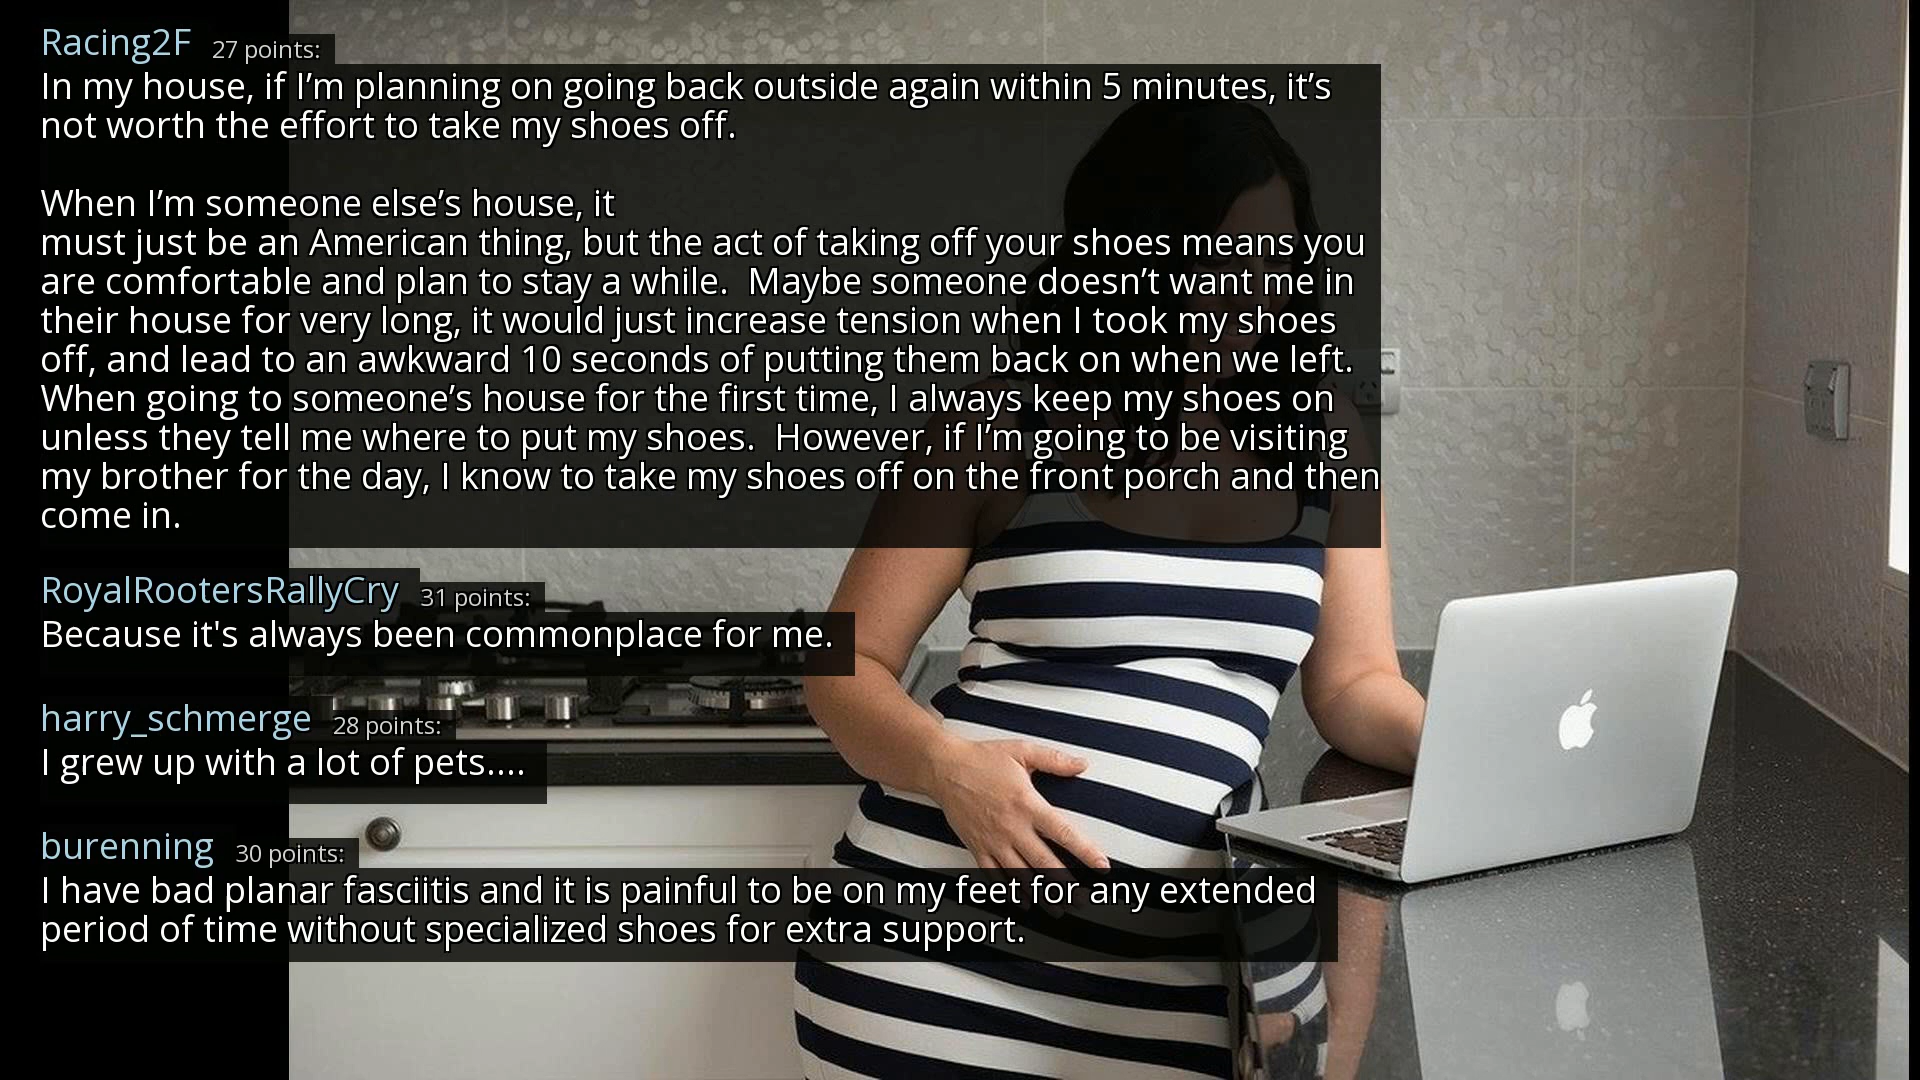 Racing2F 27 points:
In my house, if I’m planning on going back outside again within 5 minutes, it’s
not worth the effort to take my shoes off.
When I’m someone else’s house, it
must just be an American thing, but the act of taking off your shoes means you
are comfortable and plan to stay a while.  Maybe someone doesn’t want me in
their house for very long, it would just increase tension when I took my shoes
off, and lead to an awkward 10 seconds of putting them back on when we left.
When going to someone’s house for the first time, I always keep my shoes on
unless they tell me where to put my shoes.  However, if I’m going to be visiting
my brother for the day, I know to take my shoes off on the front porch and then
come in.
RoyalRootersRallyCry 31 points:
Because it's always been commonplace for me.
harry_schmerge 28 points:
I grew up with a lot of pets....
burenning 30 points:
I have bad planar fasciitis and it is painful to be on my feet for any extended
period of time without specialized shoes for extra support.